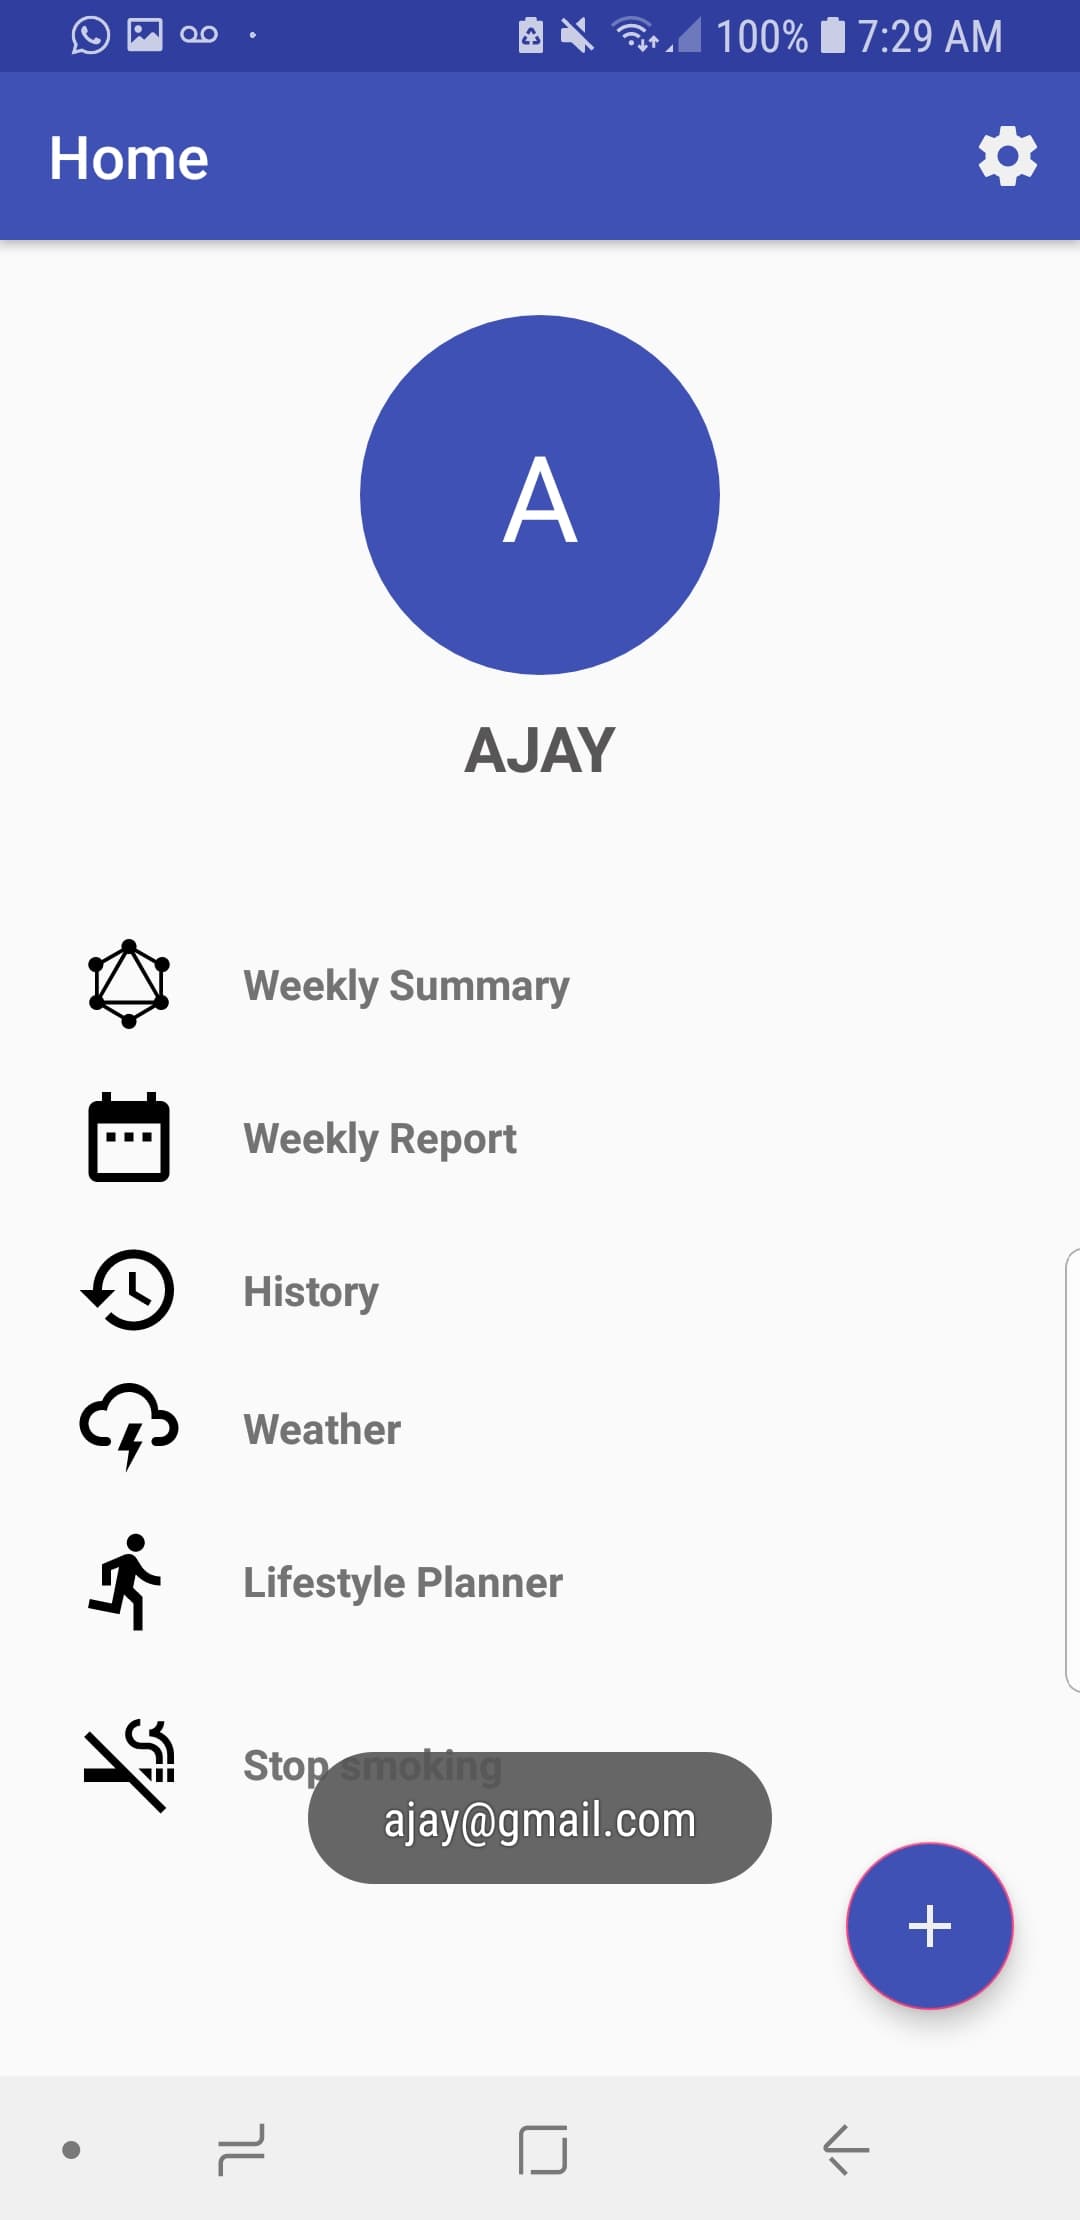 100% 7:29 AM
Home
A
AJAY
Weekly Summary
Weekly Report
History
Weather
Lifestyle Planner
Stop smoking
ajay@gmail.com